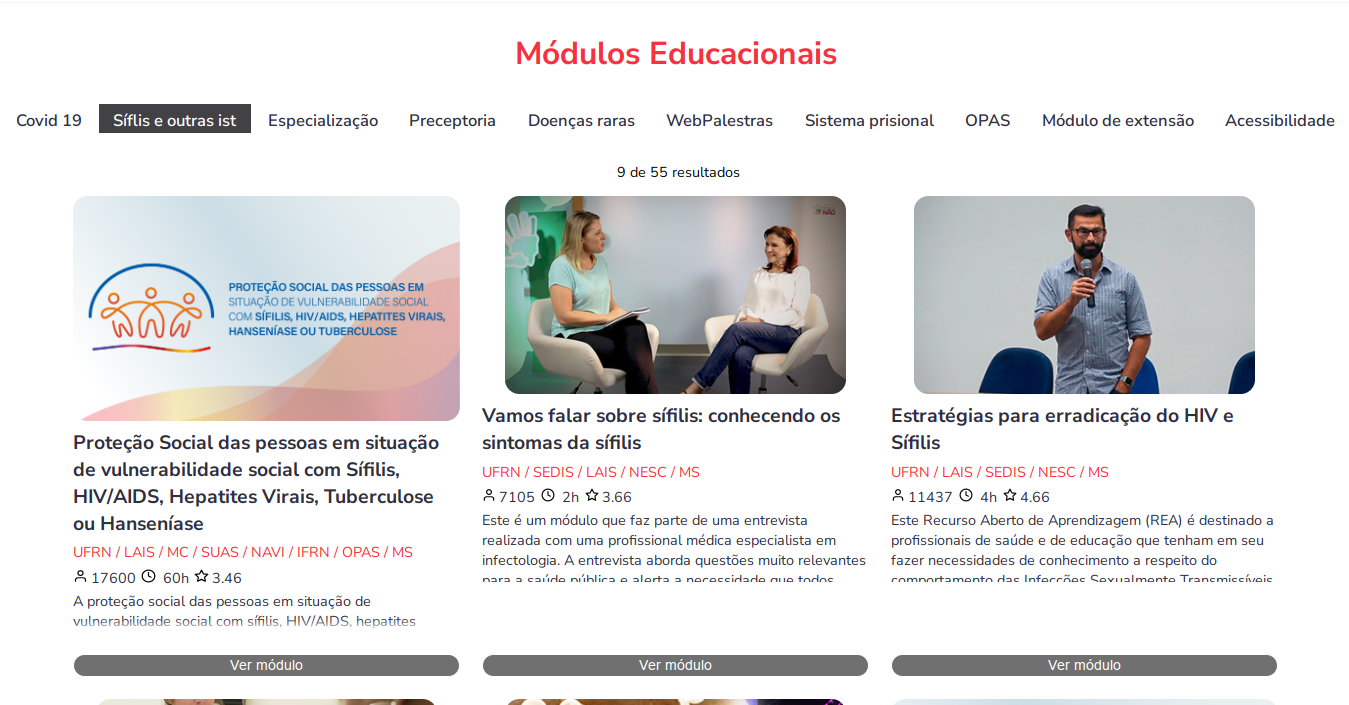 Módulos Educacionais
Covid 19
Síflis e outras ist
Especialização
Preceptoria
Doenças raras
WebPalestras
Sistema prisional
OPAS
Módulo de extensão
Acessibilidade
9 de 55 resultados
PROTEÇÃO SOCIAL DAS PESSOAS EM
SITUAÇÃO DE VULNERABILIDADE SOCIAL
COM SÍFILIS, HIV/AIDS, HEPATITES VIRAIS,
HANSENÍASE OU TUBERCULOSE
Proteção Social das pessoas em situação
de vulnerabilidade social com Sífilis,
HIV/AIDS, Hepatites Virais, Tuberculose
ou Hanseníase
UFRN / LAIS / MC / SUAS / NAVI / IFRN / OPAS / MS
17600 60h 3.46
A proteção social das pessoas em situação de
vulnerabilidade social com sífilis, HIV/AIDS, hepatites
Ver módulo
NÃO
Vamos falar sobre sífilis: conhecendo os
sintomas da sífilis
UFRN / SEDIS / LAIS / NESC / MS
7105 2h 3.66
Este é um módulo que faz parte de uma entrevista
realizada com uma profissional médica especialista em
infectologia. A entrevista aborda questões muito relevantes
para a saúde pública e alerta a necessidade que todos
Ver módulo
Estratégias para erradicação do HIV e
Sífilis
UFRN / LAIS / SEDIS / NESC / MS
11437 4h 4.66
Este Recurso Aberto de Aprendizagem (REA) é destinado a
profissionais de saúde e de educação que tenham em seu
fazer necessidades de conhecimento a respeito do
comportamento das Infecções Sexualmente Transmissíveis
Ver módulo